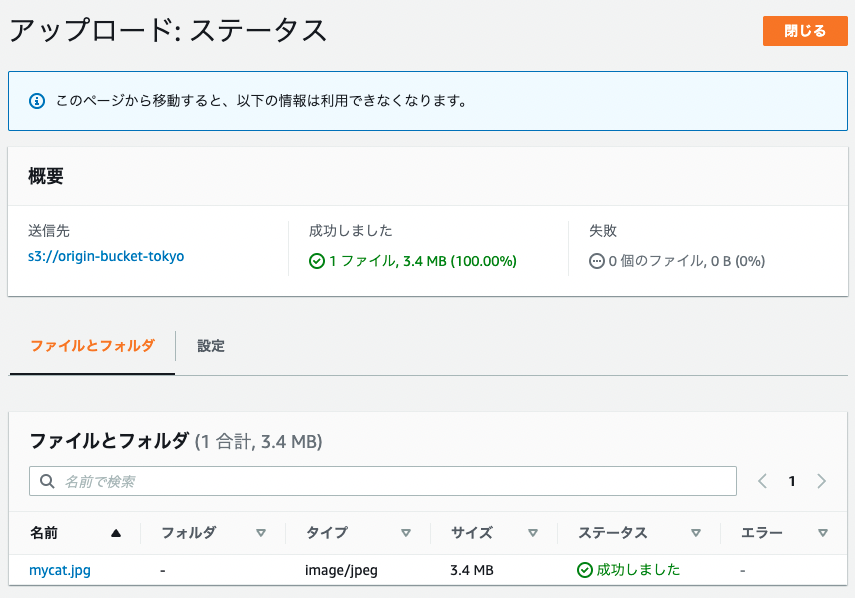 アップロード: ステータス
閉じる
このページから移動すると、以下の情報は利用できなくなります。
概要
送信先
s3://origin-bucket-tokyo
成功しました
1 ファイル, 3.4 MB (100.00%)
失敗
0 個のファイル, 0 B (0%)
ファイルとフォルダ
設定
ファイルとフォルダ (1 合計, 3.4 MB)
名前で検索
1
名前 フォルダ タイプ サイズ ステータス エラー
mycat.jpg - image/jpeg 3.4 MB 成功しました -